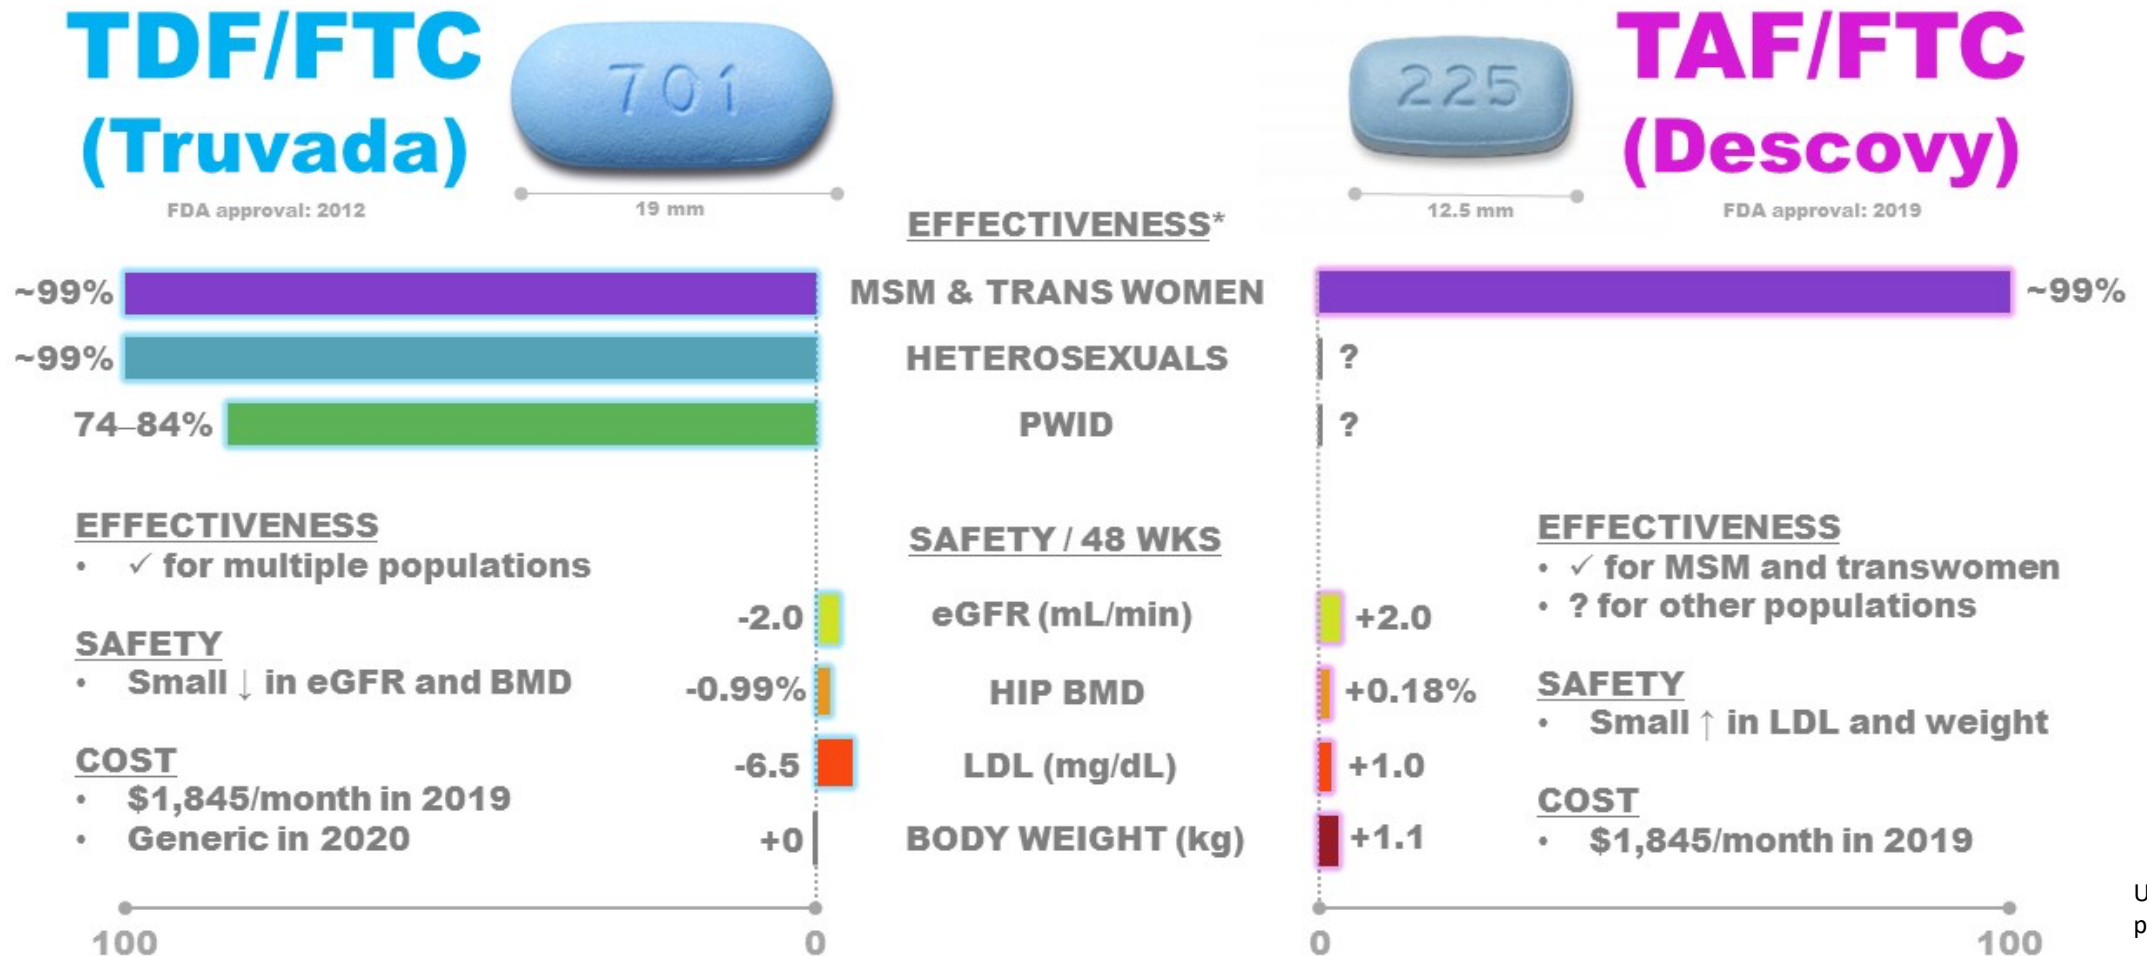 TDF/FTC
(Truvada)
FDA approval: 2012
701
19 mm
225
12.5 mm
TAF/FTC
(Descovy)
FDA approval: 2019
EFFECTIVENESS*
~99% MSM & TRANS WOMEN ~99%
~99% HETEROSEXUALS ?
74–84% PWID ?
EFFECTIVENESS
• ✓ for multiple populations
SAFETY
• Small ↓ in eGFR and BMD
COST
• $1,845/month in 2019
• Generic in 2020
SAFETY / 48 WKS
-2.0 eGFR (mL/min) +2.0
-0.99% HIP BMD +0.18%
-6.5 LDL (mg/dL) +1.0
+0 BODY WEIGHT (kg) +1.1
EFFECTIVENESS
• ✓ for MSM and transwomen
• ? for other populations
SAFETY
• Small ↑ in LDL and weight
COST
• $1,845/month in 2019
100 0 0 100